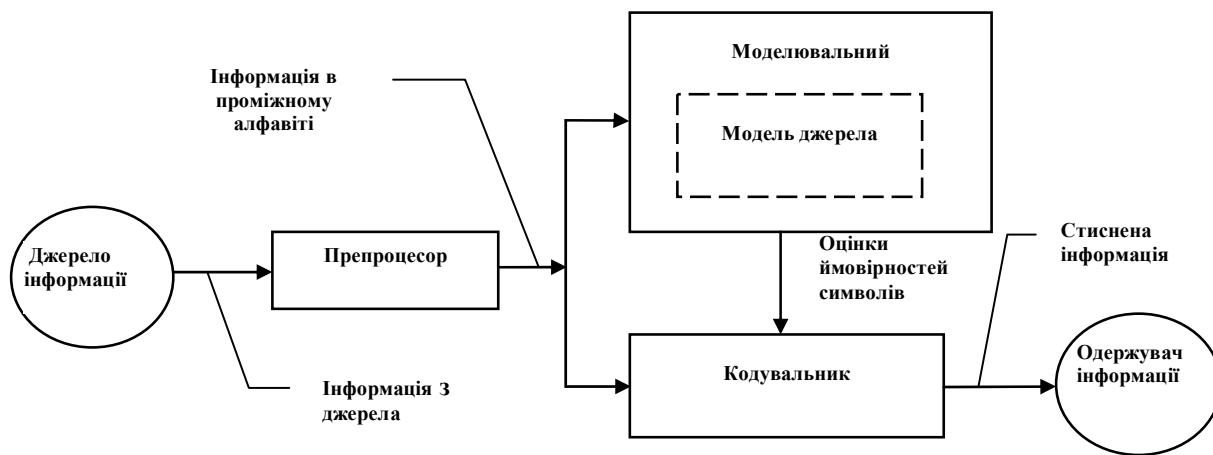 Моделювальний
Інформація в
проміжному
алфавіті
Модель джерела
Джерело
інформації
Препроцесор
Оцінки
ймовірностей
символів
Стиснена
інформація
Інформація з
джерела
Кодувальник
Одержувач
інформації